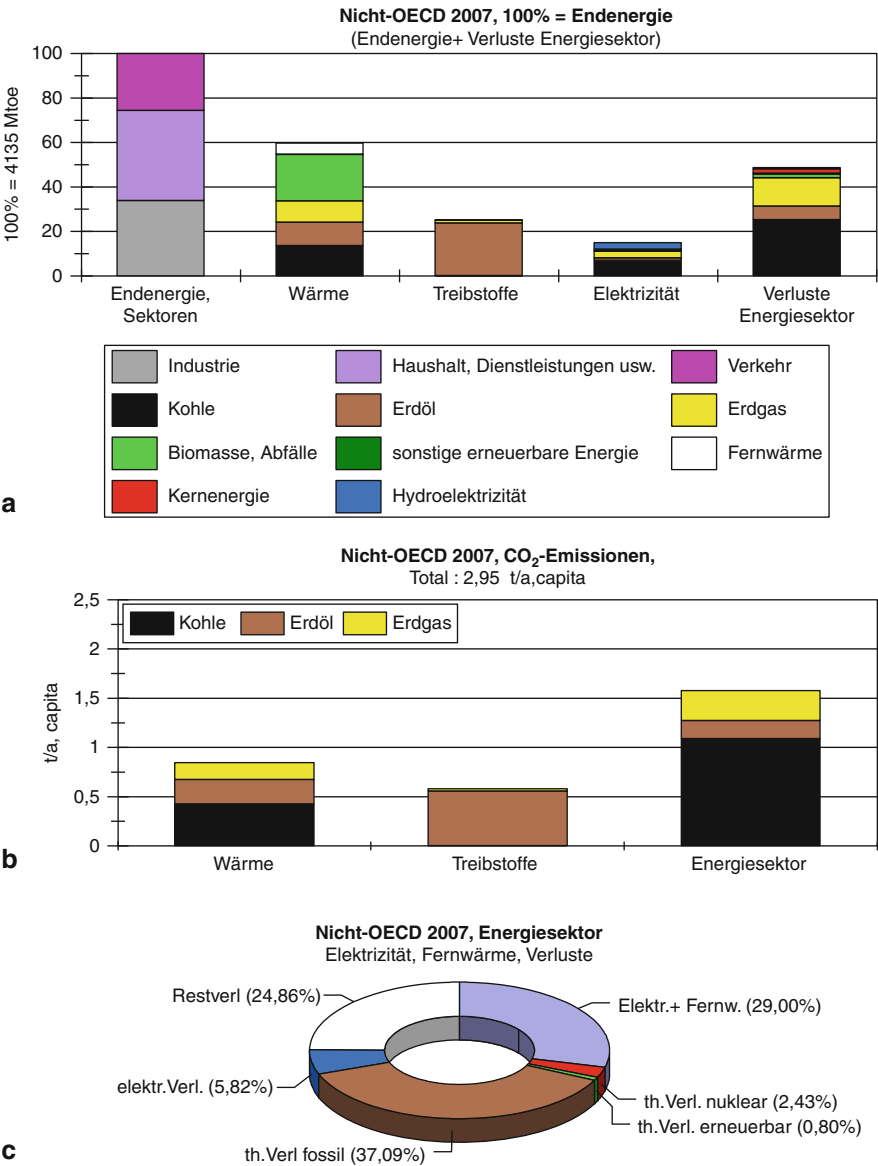 Nicht-OECD 2007, 100% = Endenergie
(Endenergie+ Verluste Energiesektor)
100% = 4135 Mtoe
100
80
60
40
20
0
Endenergie, Sektoren
Wärme
Treibstoffe
Elektrizität
Verluste Energiesektor
Industrie
Haushalt, Dienstleistungen usw.
Verkehr
Kohle
Erdöl
Erdgas
Biomasse, Abfälle
sonstige erneuerbare Energie
Fernwärme
Kernenergie
Hydroelektrizität
a
Nicht-OECD 2007, CO₂-Emissionen,
Total : 2,95 t/a,capita
t/a, capita
2,5
2
1,5
1
0,5
0
Kohle
Erdöl
Erdgas
Wärme
Treibstoffe
Energiesektor
b
Nicht-OECD 2007, Energiesektor
Elektrizität, Fernwärme, Verluste
Restverl (24,86%)
Elektr.+ Fernw. (29,00%)
elektr.Verl. (5,82%)
th.Verl. nuklear (2,43%)
th.Verl. erneuerbar (0,80%)
th.Verl fossil (37,09%)
c